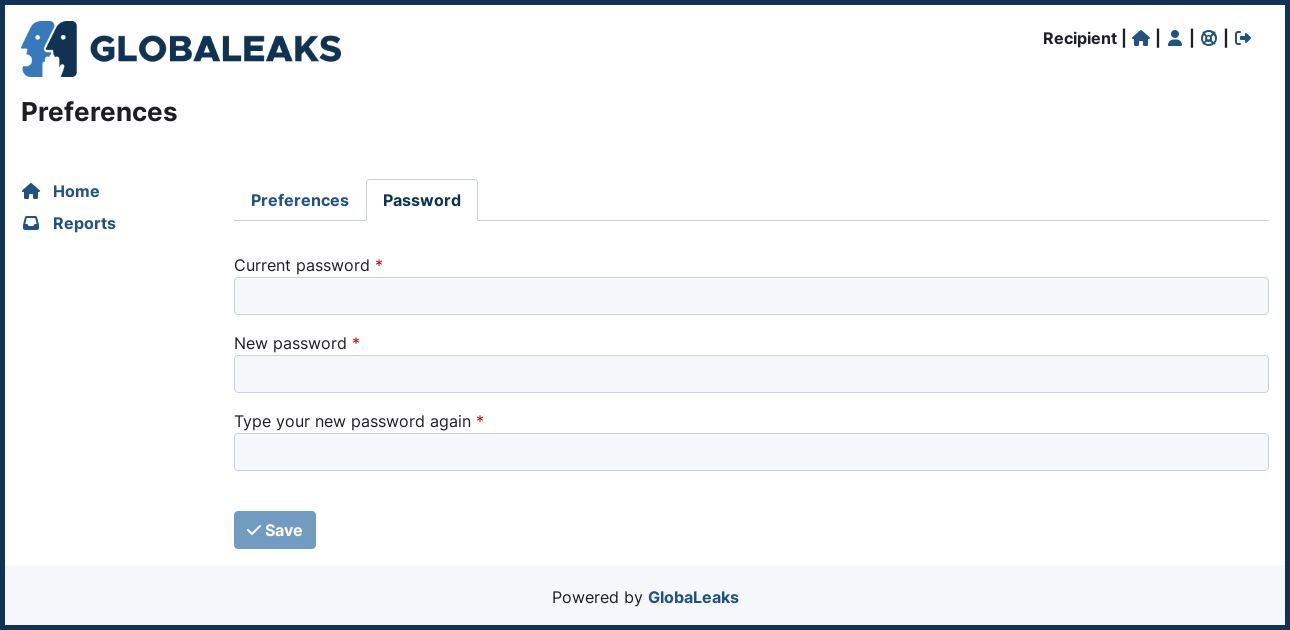 GLOBALEAKS
Recipient | | | |
Preferences
Home
Reports
Preferences Password
Current password *
New password *
Type your new password again *
Save
Powered by GlobaLeaks